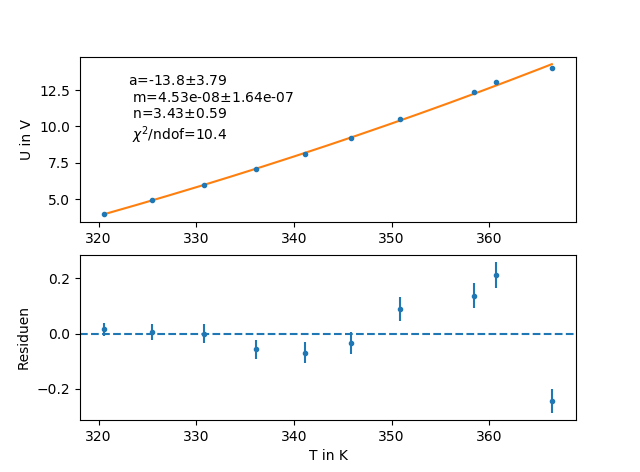 a=-13.8±3.79
m=4.53e-08±1.64e-07
n=3.43±0.59
χ²/ndof=10.4
U in V
12.5
10.0
7.5
5.0
320
330
340
350
360
Residuen
0.2
0.0
−0.2
320
330
340
350
360
T in K